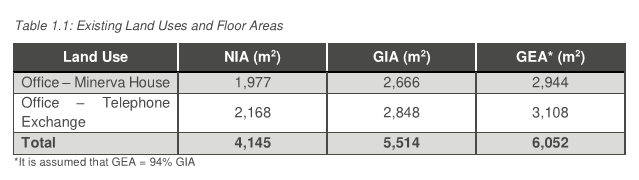 Table 1.1: Existing Land Uses and Floor Areas
Land Use NIA (m²) GIA (m²) GEA* (m²)
Office – Minerva House 1,977 2,666 2,944
Office – Telephone
Exchange 2,168 2,848 3,108
Total 4,145 5,514 6,052
*It is assumed that GEA = 94% GIA